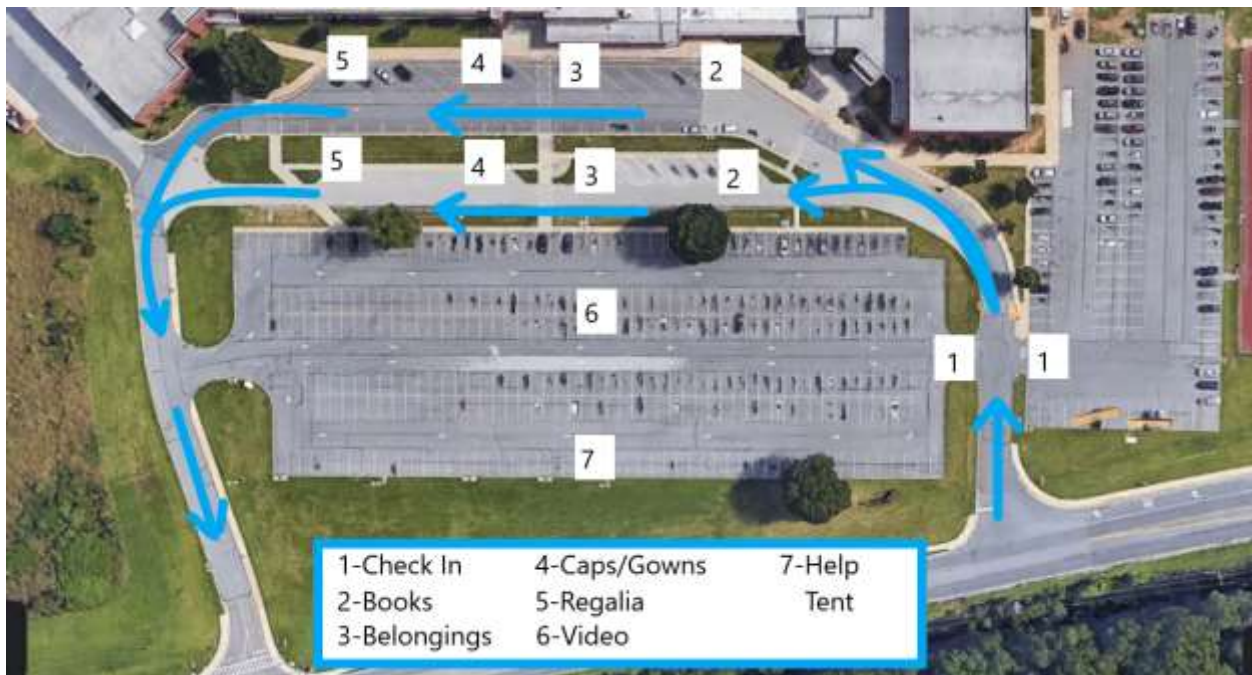 5
4
3
2
5
4
3
2
6
1
1
7
1-Check In
2-Books
3-Belongings
4-Caps/Gowns
5-Regalia
6-Video
7-Help
Tent